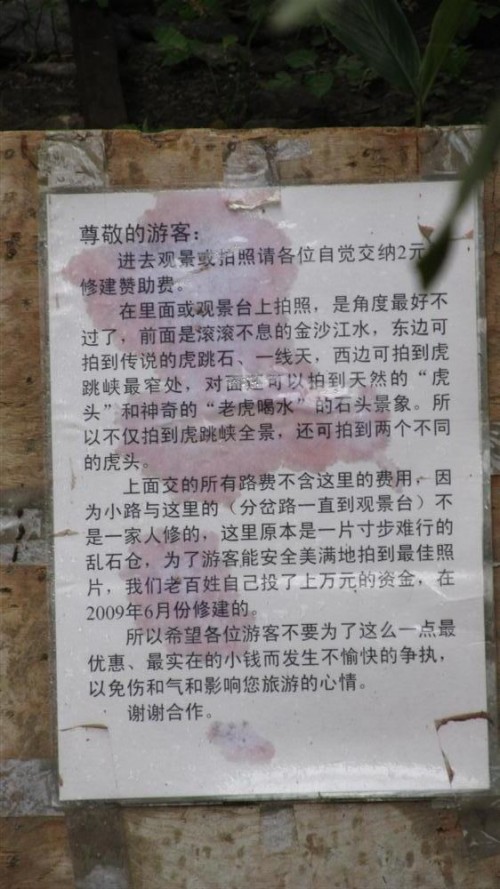 尊敬的游客：
进去观景或拍照请各位自觉交纳2元
修建赞助费。
在里面或观景台上拍照，是角度最好不
过了，前面是滚滚不息的金沙江水，东边可
拍到传说的虎跳石、一线天，西边可拍到虎
跳峡最窄处，对面还可以拍到天然的“虎
头”和神奇的“老虎喝水”的石头景象。所
以不仅拍到虎跳峡全景，还可拍到两个不同
的虎头。
上面交的所有路费不含这里的费用，因
为小路与这里的（分岔路一直到观景台）不
是一家人修的，这里原本是一片寸步难行的
乱石仓，为了游客能安全美满地拍到最佳照
片，我们老百姓自己投了上万元的资金，在
2009年6月份修建的。
所以希望各位游客不要为了这么一点最
优惠、最实在的小钱而发生不愉快的争执，
以免伤和气和影响您旅游的心情。
谢谢合作。